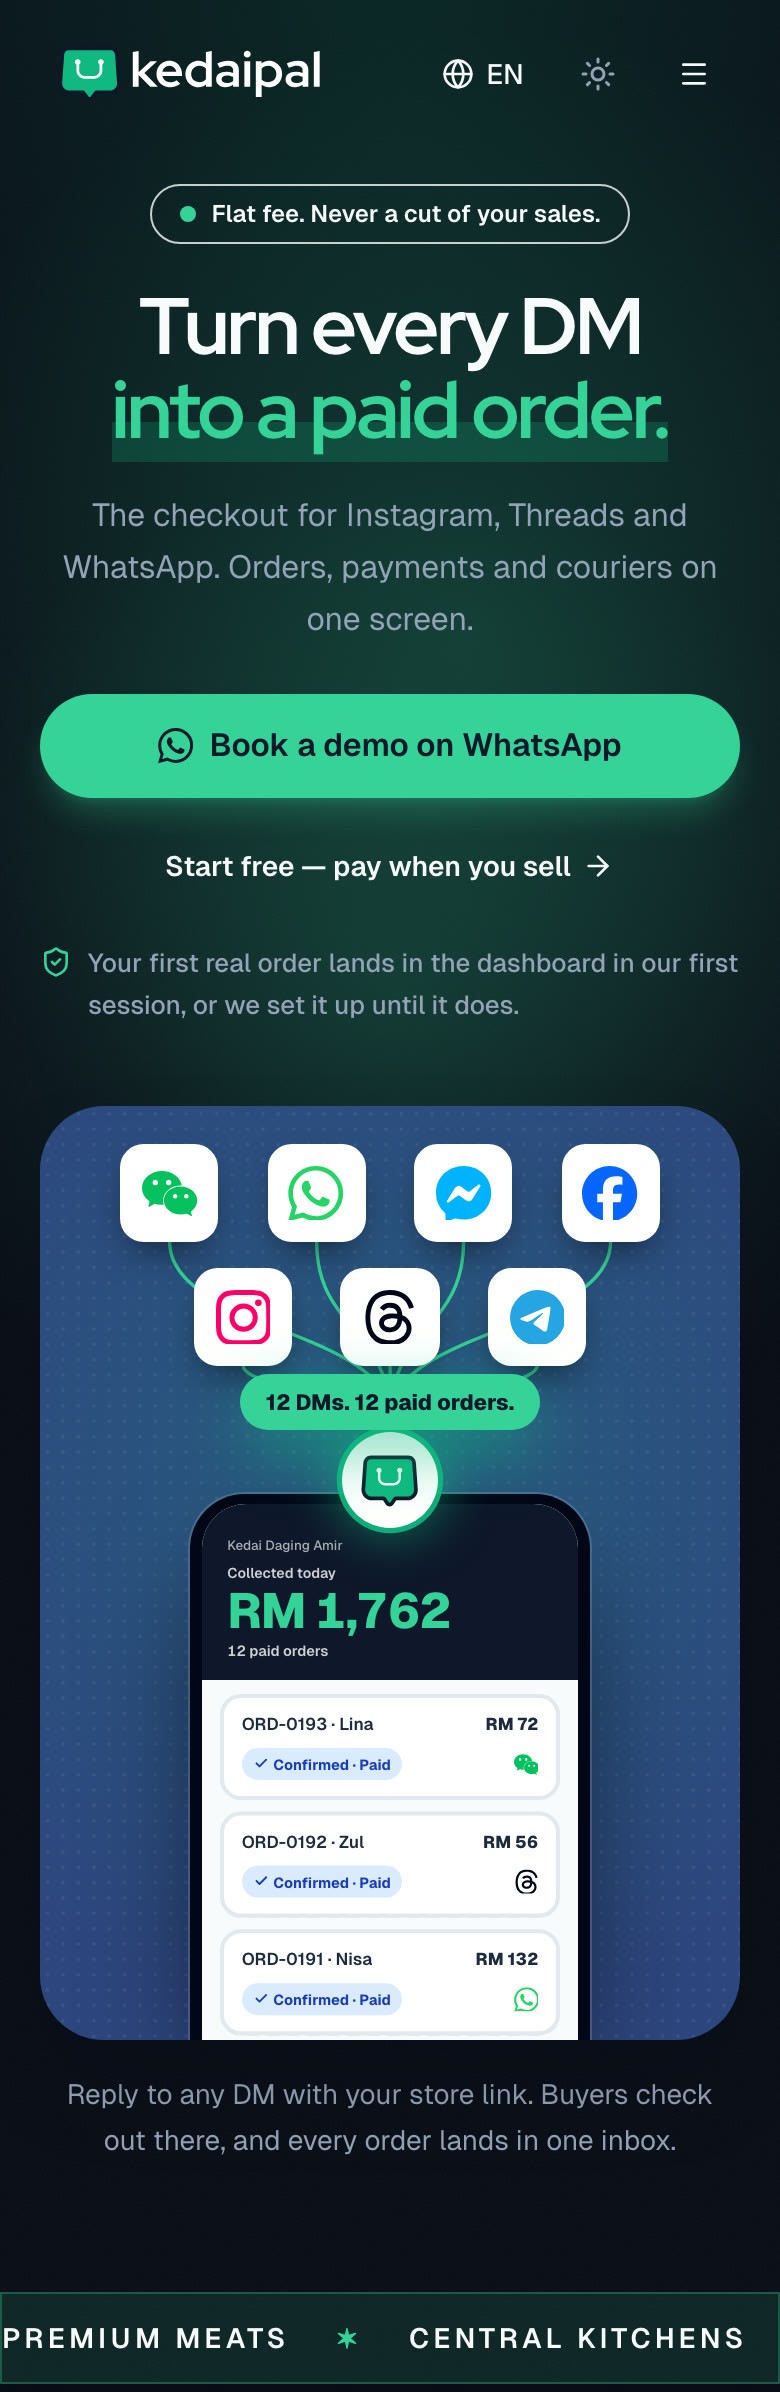 kedaipal
EN
Flat fee. Never a cut of your sales.
Turn every DM
into a paid order.
The checkout for Instagram, Threads and
WhatsApp. Orders, payments and couriers on
one screen.
Book a demo on WhatsApp
Start free — pay when you sell →
Your first real order lands in the dashboard in our first
session, or we set it up until it does.
12 DMs. 12 paid orders.
Kedai Daging Amir
Collected today
RM 1,762
12 paid orders
ORD-0193 · Lina RM 72
✓ Confirmed · Paid
ORD-0192 · Zul RM 56
✓ Confirmed · Paid
ORD-0191 · Nisa RM 132
✓ Confirmed · Paid
Reply to any DM with your store link. Buyers check
out there, and every order lands in one inbox.
PREMIUM MEATS ✶ CENTRAL KITCHENS